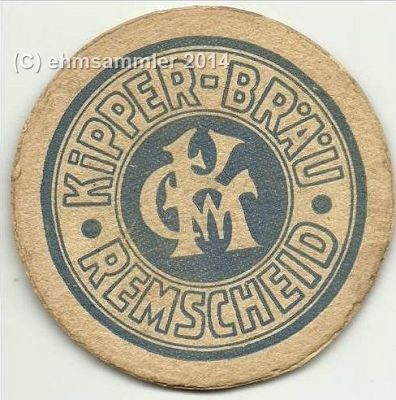 (C) ehmsammler 2014
KiPPER-BRÄU
REMSCHEID